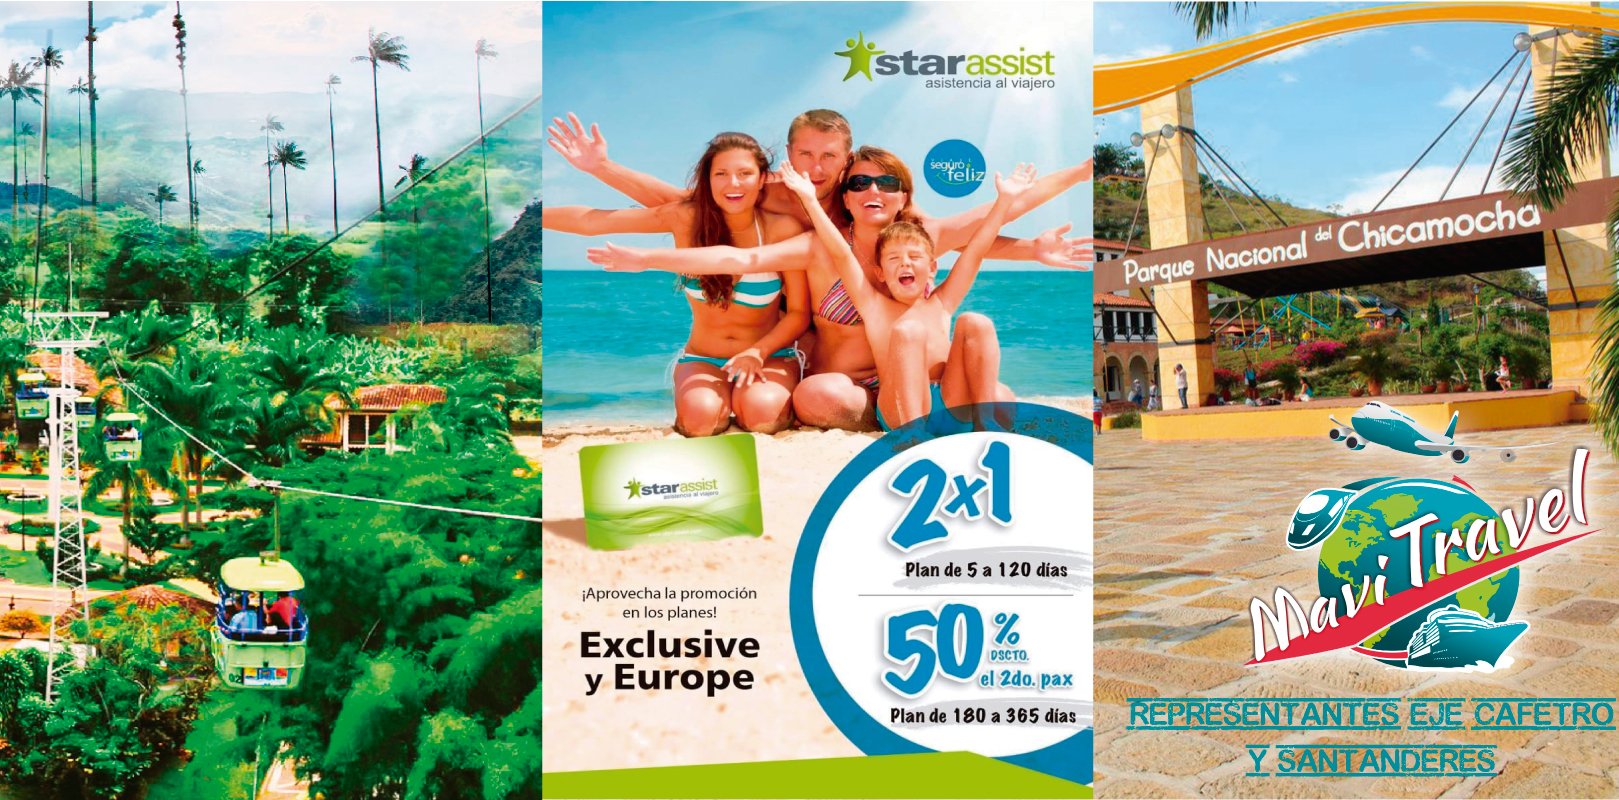 starassist
asistencia al viajero
seguro
feliz
starassist
asistencia al viajero
2x1
Plan de 5 a 120 días
¡Aprovecha la promoción
en los planes!
Exclusive
y Europe
50%
DSCTO.
el 2do. pax
Plan de 180 a 365 días
Parque Nacional del Chicamocha
Mavi Travel
REPRESENTANTES EJE CAFETRO
Y SANTANDERES